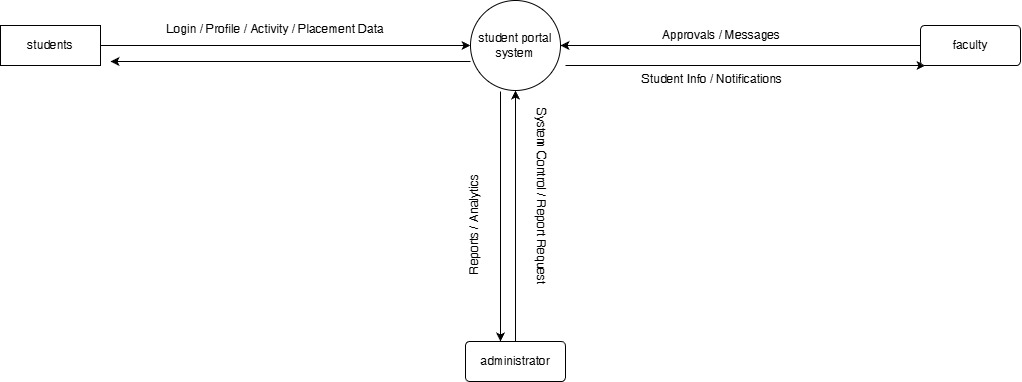 Login / Profile / Activity / Placement Data
students
student portal
system
Approvals / Messages
faculty
Student Info / Notifications
System Control / Report Request
Reports / Analytics
administrator